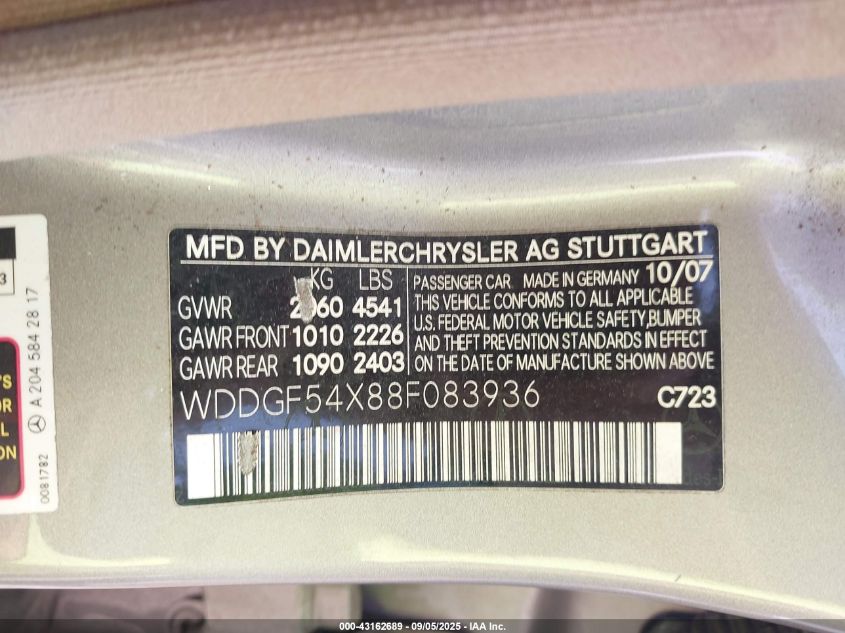 MFD BY DAIMLERCHRYSLER AG STUTTGART
KG LBS
GVWR 4541
GAWR FRONT 1010 2226
GAWR REAR 1090 2403
PASSENGER CAR MADE IN GERMANY 10/07
THIS VEHICLE CONFORMS TO ALL APPLICABLE
U.S. FEDERAL MOTOR VEHICLE SAFETY,BUMPER
AND THEFT PREVENTION STANDARDS IN EFFECT
ON THE DATE OF MANUFACTURE SHOWN ABOVE
WDDGF54X88F083936
C723
3
A 204 584 28 17
0081782
'S
OR
L
ON
000-43162689 - 09/05/2025 - IAA Inc.